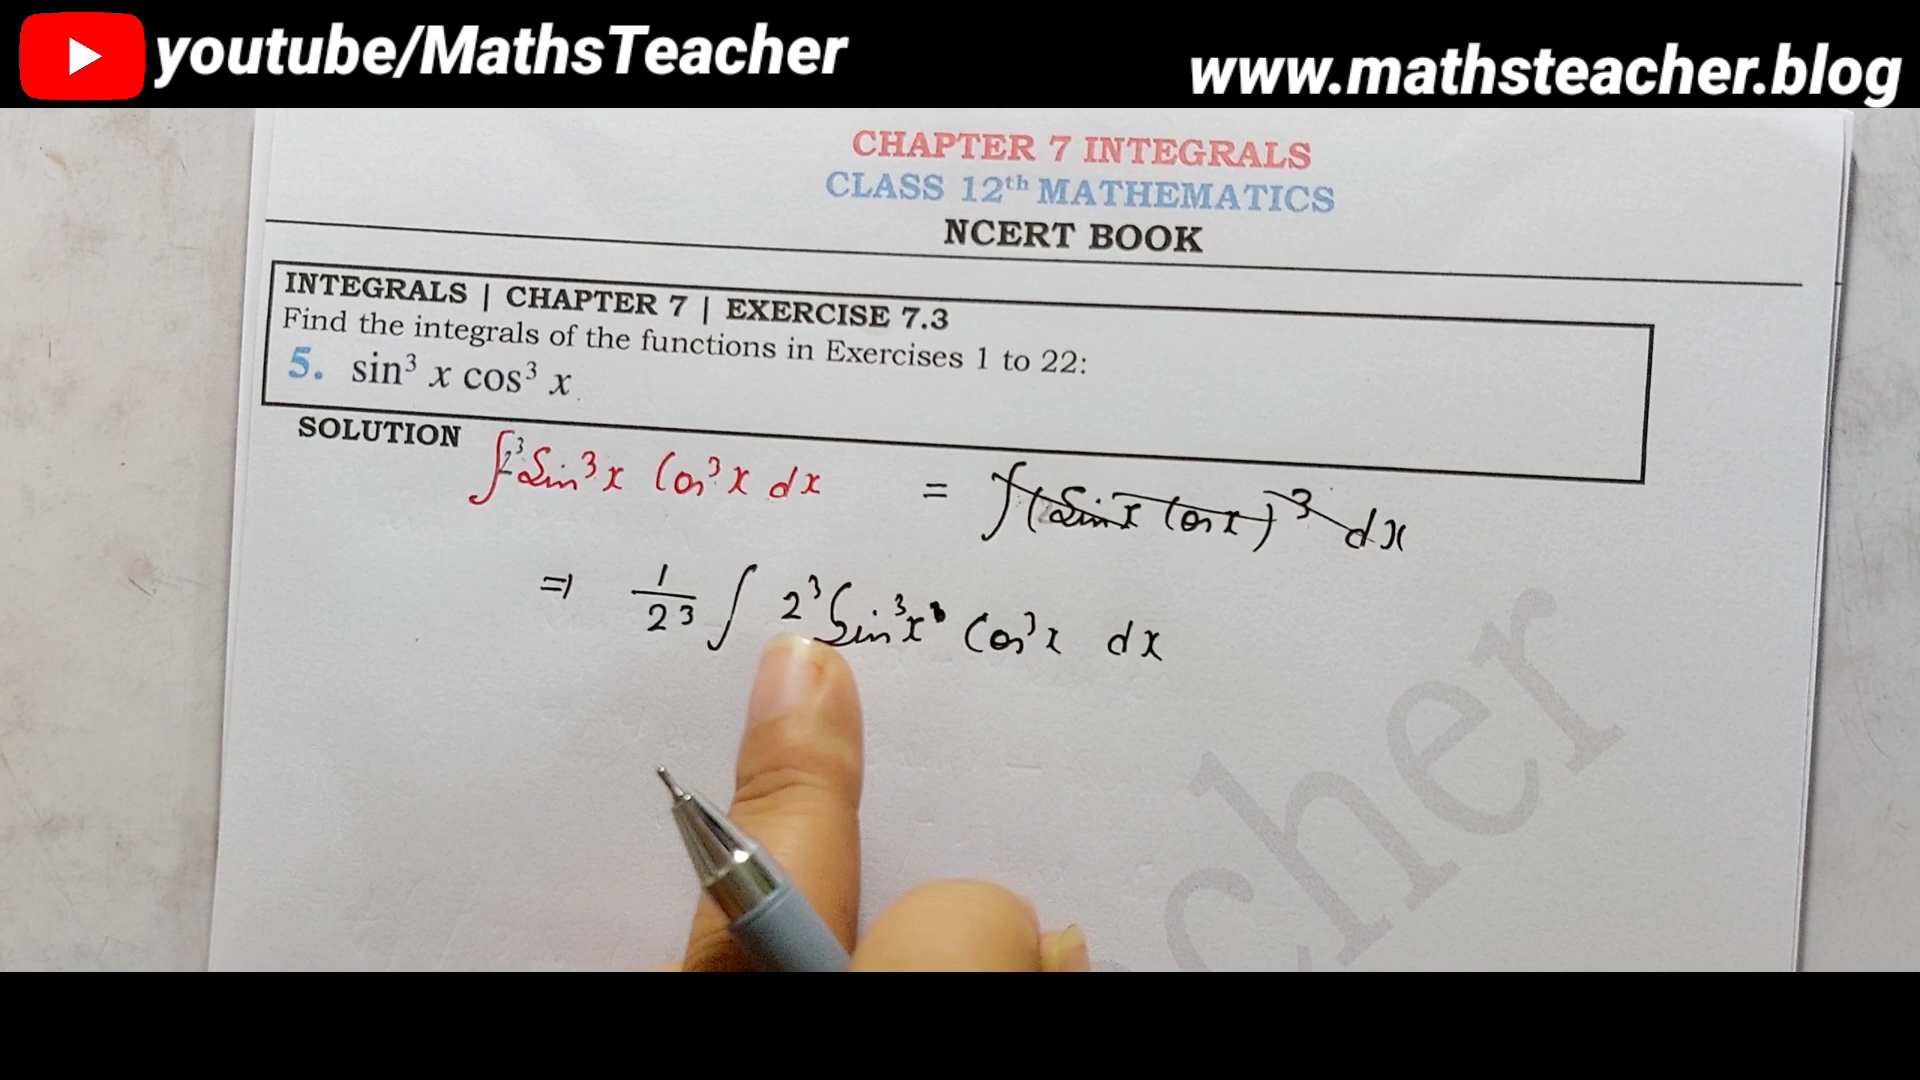 youtube/MathsTeacher
www.mathsteacher.blog
CHAPTER 7 INTEGRALS
CLASS 12th MATHEMATICS
NCERT BOOK
INTEGRALS | CHAPTER 7 | EXERCISE 7.3
Find the integrals of the functions in Exercises 1 to 22:
5. sin³ x cos³ x
SOLUTION ∫2³ Sin³x Cos³x dx = ∫(Sinx Cosx)³ dx
⇒ 1/2³ ∫ 2³ Sin³x Cos³x dx
cher